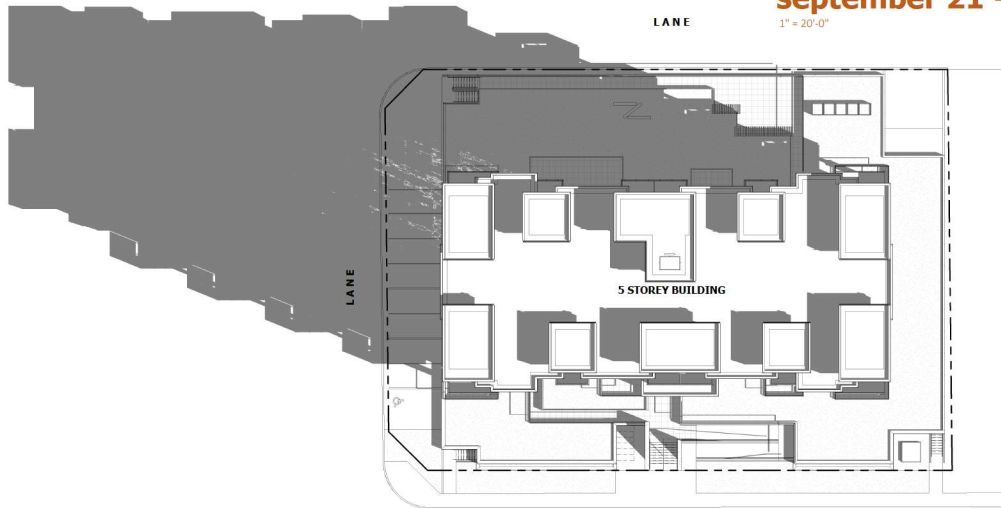 september 21 -
1" = 20'-0"
LANE
LANE
5 STOREY BUILDING